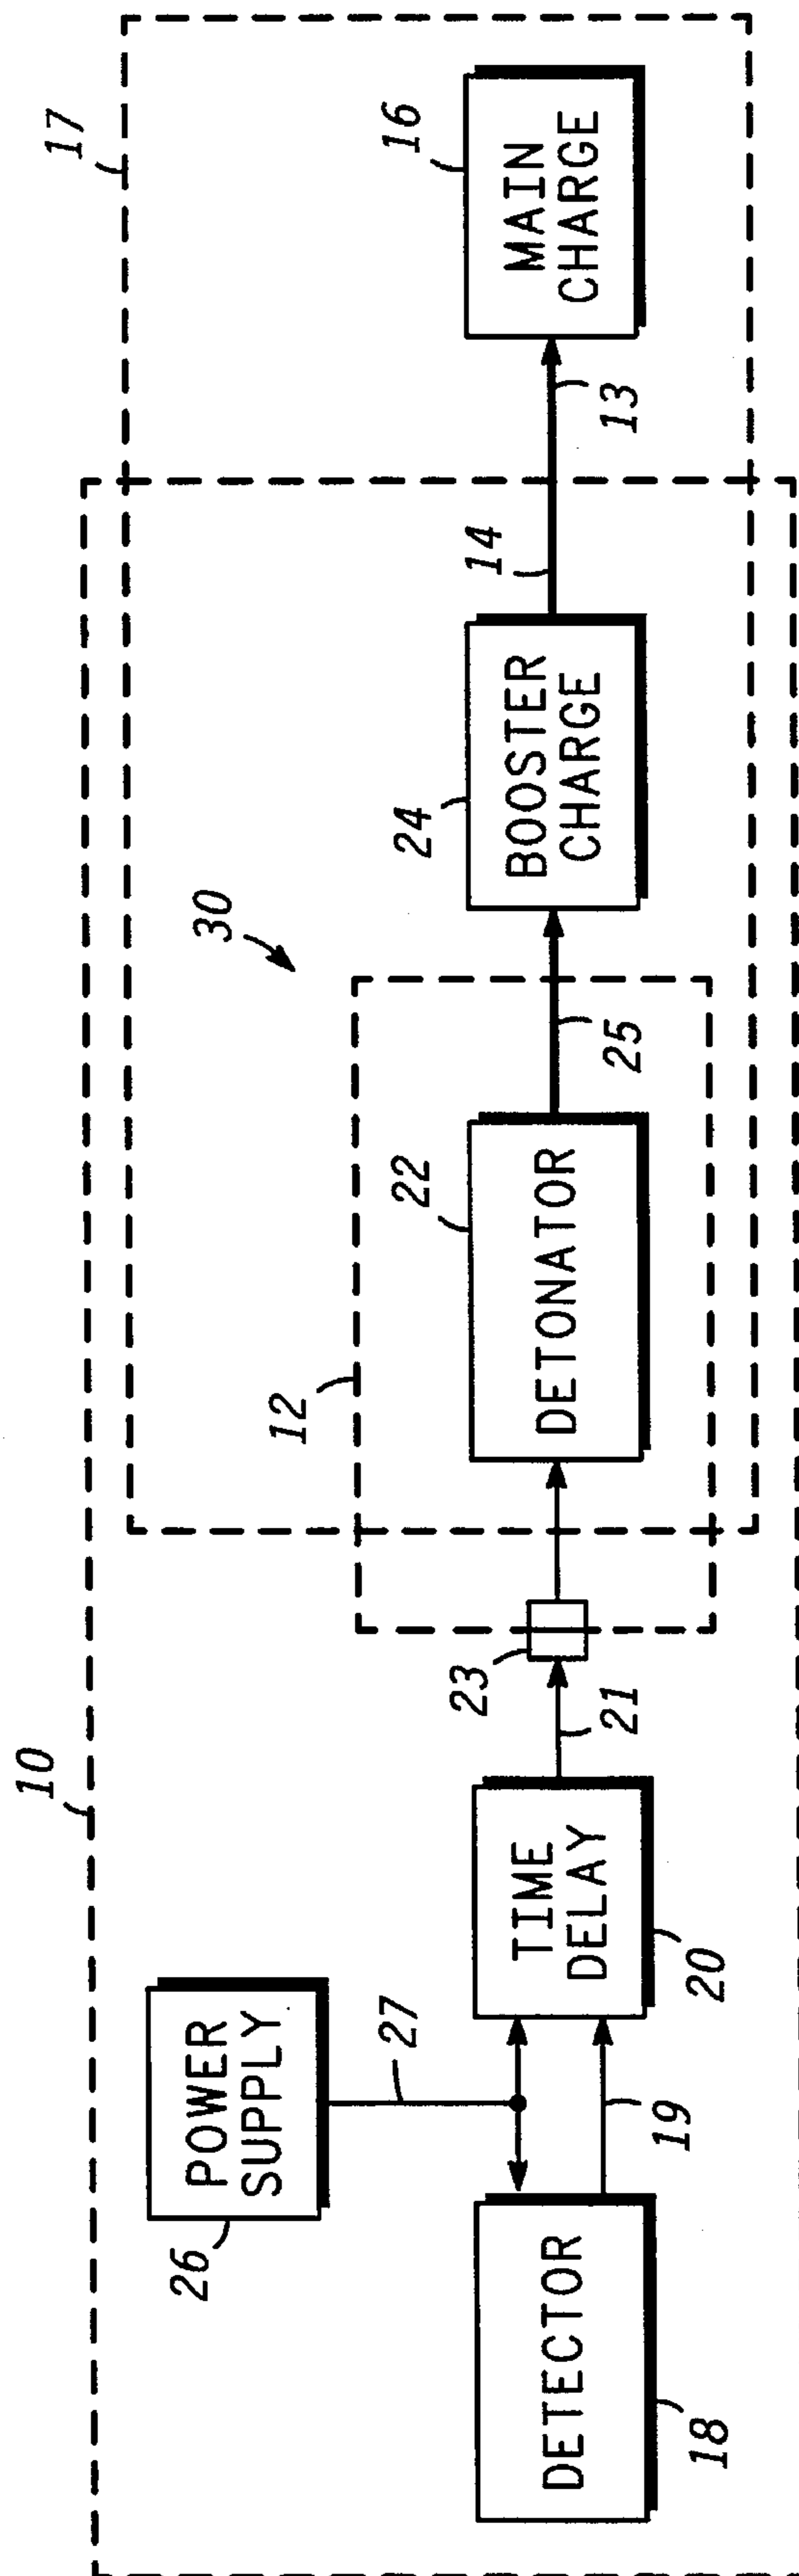 10
17
26
POWER
SUPPLY
27
12
30
DETECTOR
18
19
TIME
DELAY
20
21
23
DETONATOR
22
25
BOOSTER
CHARGE
24
14
13
MAIN
CHARGE
16